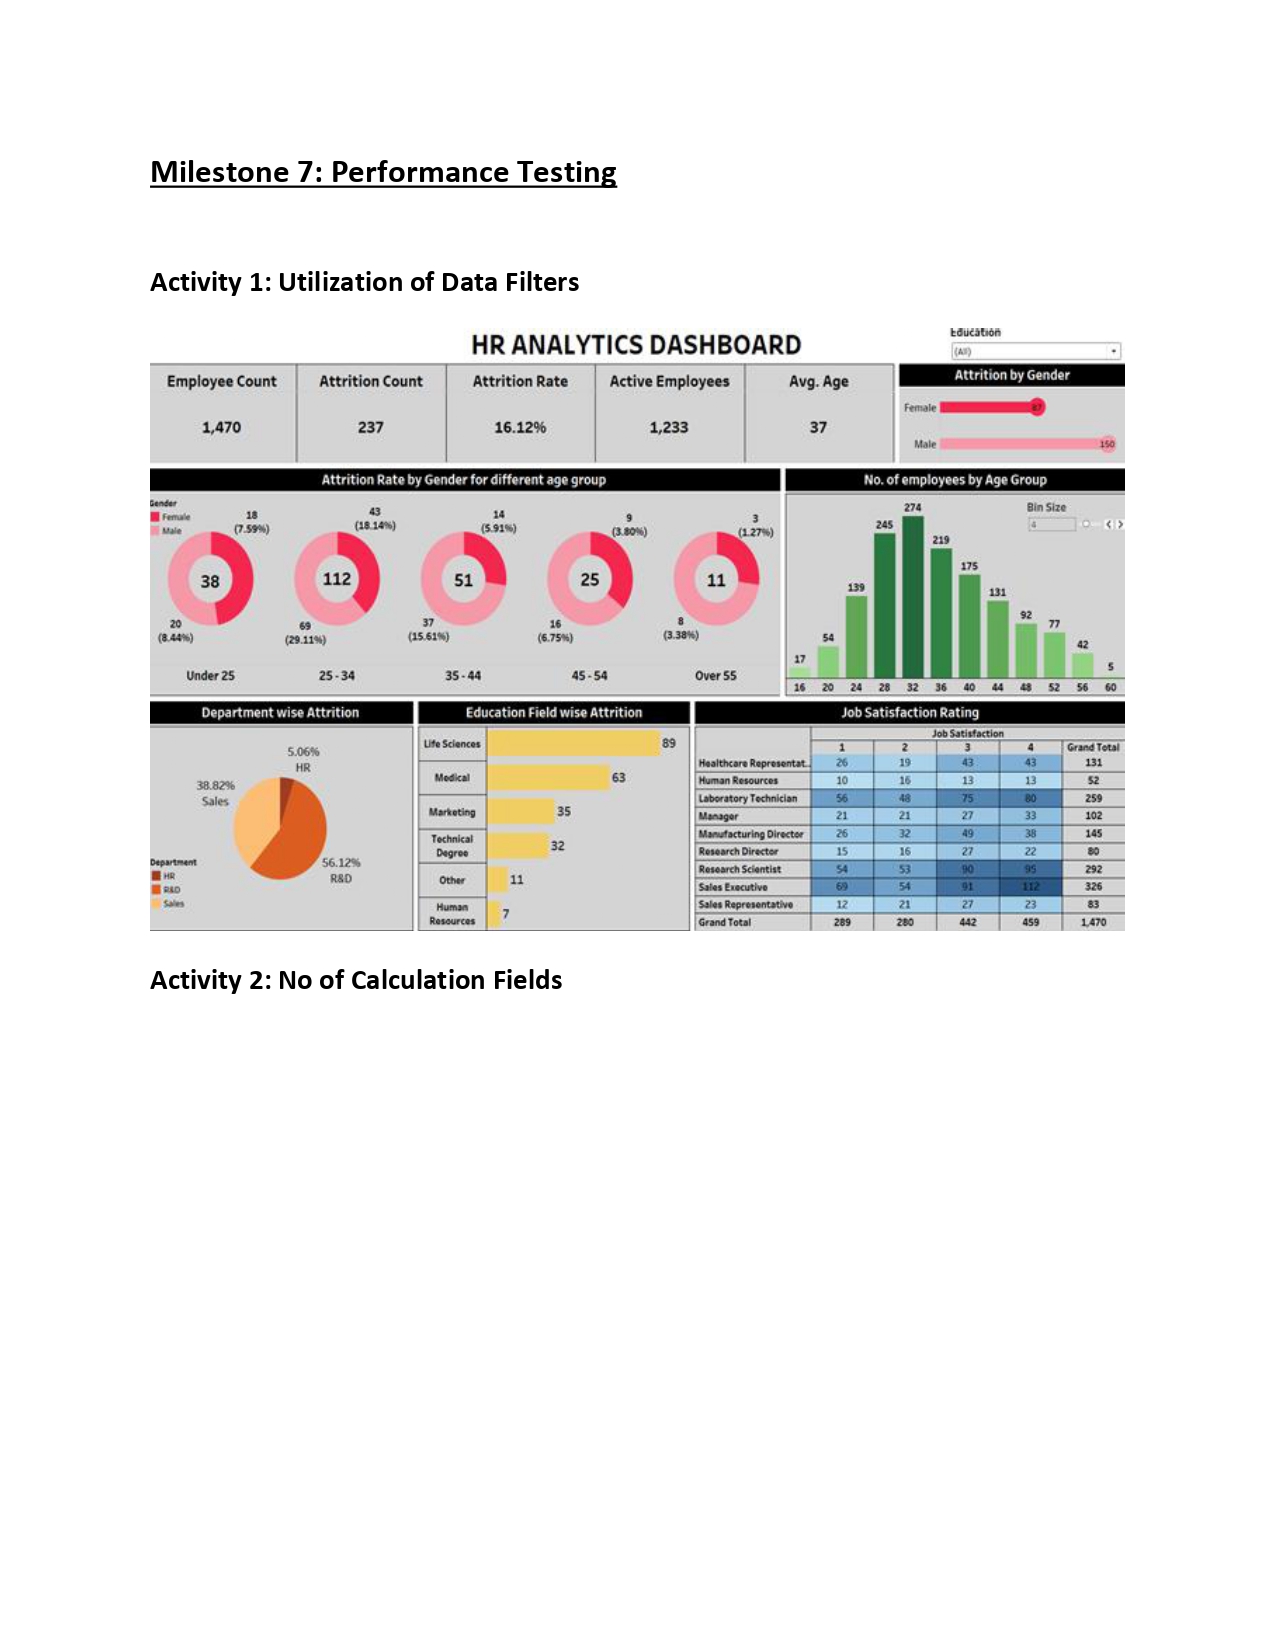 Milestone 7: Performance Testing
Activity 1: Utilization of Data Filters
HR ANALYTICS DASHBOARD
Education
(All)
Employee Count
1,470
Attrition Count
237
Attrition Rate
16.12%
Active Employees
1,233
Avg. Age
37
Attrition by Gender
Female 87
Male 150
Attrition Rate by Gender for different age group
Gender
Female
Male
18
(7.59%)
38
20
(8.44%)
Under 25
43
(18.14%)
112
69
(29.11%)
25 - 34
14
(5.91%)
51
37
(15.61%)
35 - 44
9
(3.80%)
25
16
(6.75%)
45 - 54
3
(1.27%)
11
8
(3.38%)
Over 55
No. of employees by Age Group
Bin Size
4
17 54 139 245 274 219 175 131 92 77 42 5
16 20 24 28 32 36 40 44 48 52 56 60
Department wise Attrition
5.06%
HR
38.82%
Sales
56.12%
R&D
Department
HR
R&D
Sales
Education Field wise Attrition
Life Sciences 89
Medical 63
Marketing 35
Technical
Degree 32
Other 11
Human
Resources 7
Job Satisfaction Rating
Job Satisfaction
1 2 3 4 Grand Total
Healthcare Representat.. 26 19 43 43 131
Human Resources 10 16 13 13 52
Laboratory Technician 56 48 75 80 259
Manager 21 21 27 33 102
Manufacturing Director 26 32 49 38 145
Research Director 15 16 27 22 80
Research Scientist 54 53 90 95 292
Sales Executive 69 54 91 112 326
Sales Representative 12 21 27 23 83
Grand Total 289 280 442 459 1,470
Activity 2: No of Calculation Fields